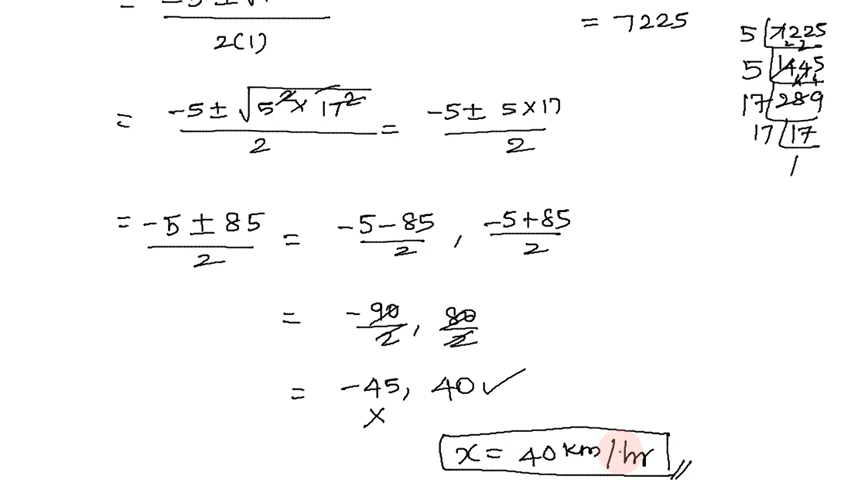 = -5 ± √
2(1)
= 7225
5 | 7225
5 | 1445
17 | 289
17 | 17
1
= -5 ± √5² × 17² / 2 = -5 ± 5 × 17 / 2
= -5 ± 85 / 2 = -5 - 85 / 2 , -5 + 85 / 2
= -90 / 2 , 80 / 2
= -45, 40 ✓
x
x = 40 km/hr //